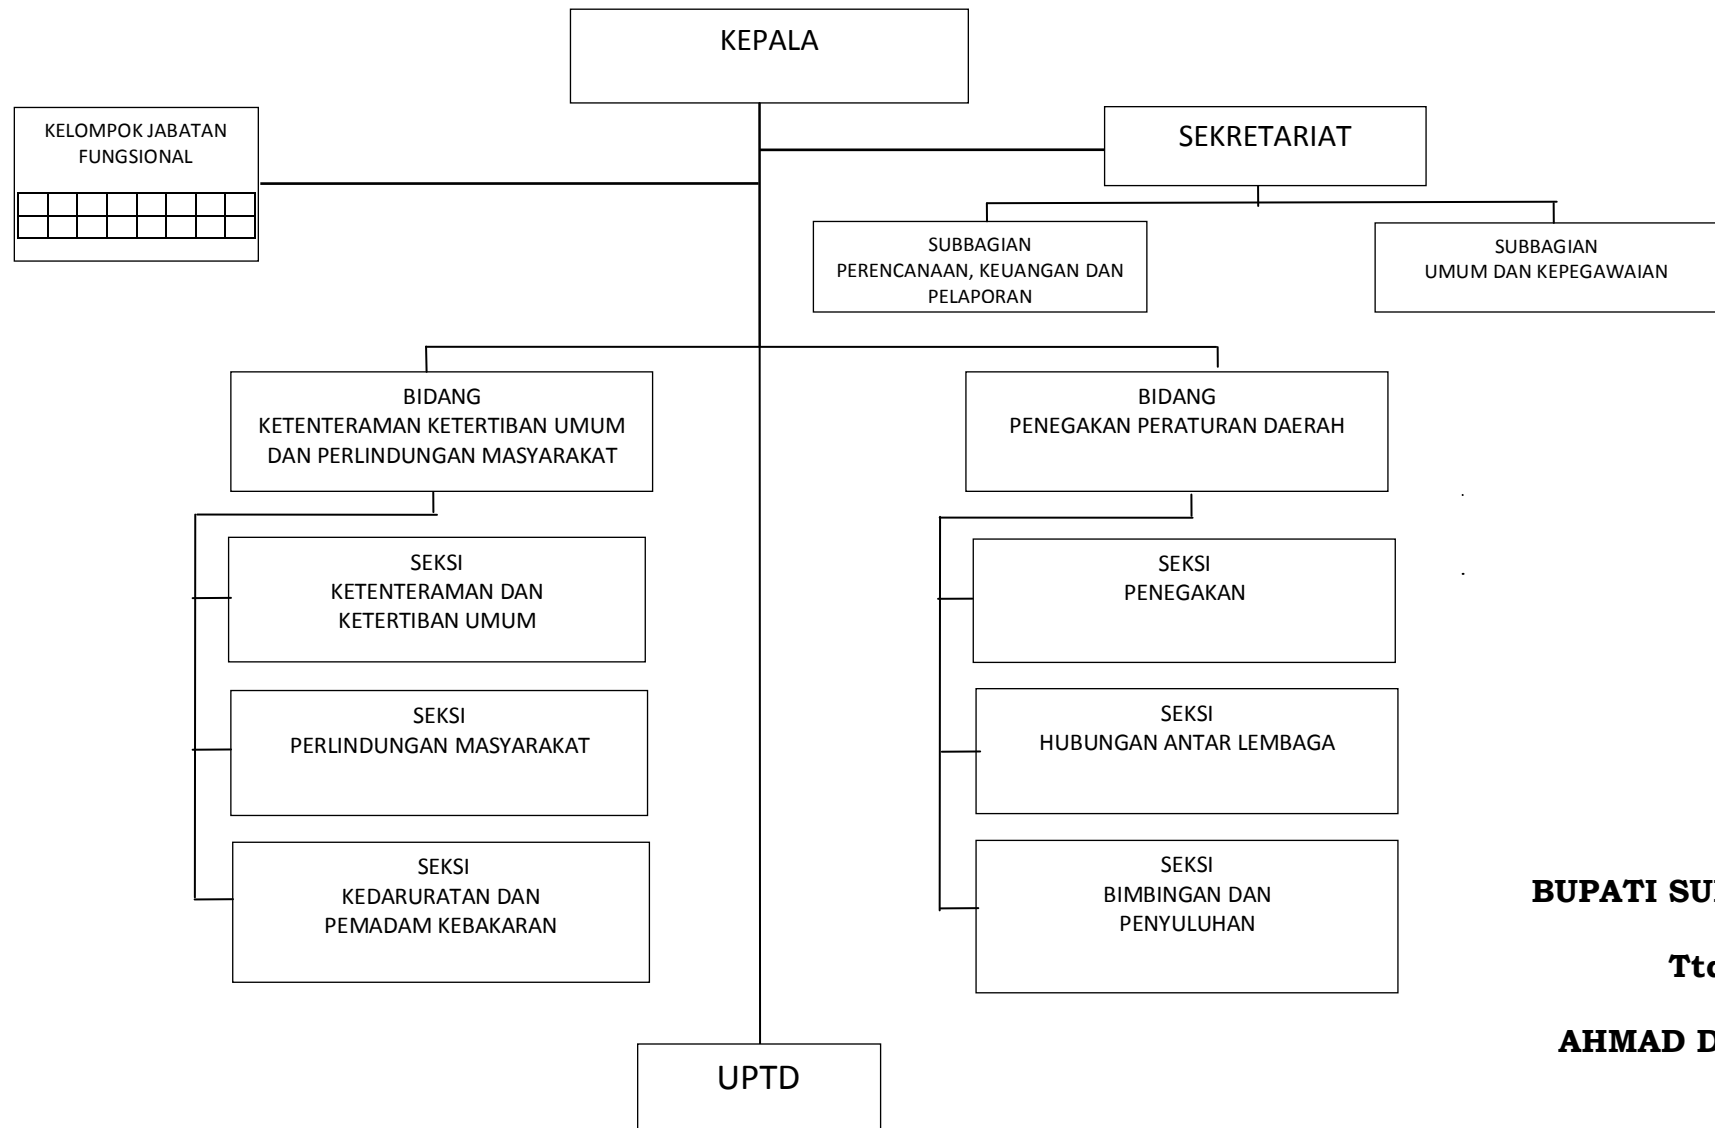 KEPALA
KELOMPOK JABATAN
FUNGSIONAL
SEKRETARIAT
SUBBAGIAN
PERENCANAAN, KEUANGAN DAN
PELAPORAN
SUBBAGIAN
UMUM DAN KEPEGAWAIAN
BIDANG
KETENTERAMAN KETERTIBAN UMUM
DAN PERLINDUNGAN MASYARAKAT
BIDANG
PENEGAKAN PERATURAN DAERAH
SEKSI
KETENTERAMAN DAN
KETERTIBAN UMUM
SEKSI
PERLINDUNGAN MASYARAKAT
SEKSI
KEDARURATAN DAN
PEMADAM KEBAKARAN
SEKSI
PENEGAKAN
SEKSI
HUBUNGAN ANTAR LEMBAGA
SEKSI
BIMBINGAN DAN
PENYULUHAN
UPTD
BUPATI
AHMAD